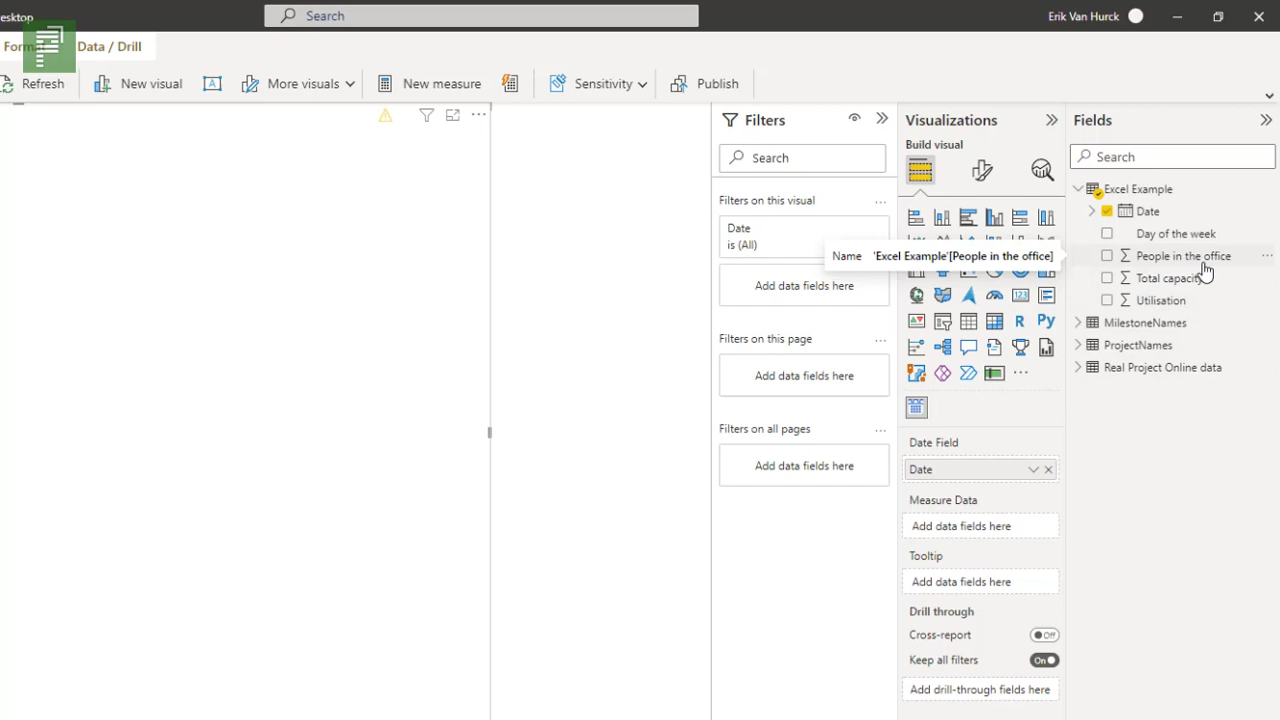 esktop
Search
Erik Van Hurck
Format
Data / Drill
Refresh
New visual
More visuals
New measure
Sensitivity
Publish
Filters
Search
Filters on this visual
Date
is (All)
Add data fields here
Filters on this page
Add data fields here
Filters on all pages
Add data fields here
Visualizations
Build visual
Name 'Excel Example'[People in the office]
R
Py
123
Date Field
Date
Measure Data
Add data fields here
Tooltip
Add data fields here
Drill through
Cross-report
Off
Keep all filters
On
Add drill-through fields here
Fields
Search
Excel Example
Date
Day of the week
People in the office
Total capacity
Utilisation
MilestoneNames
ProjectNames
Real Project Online data